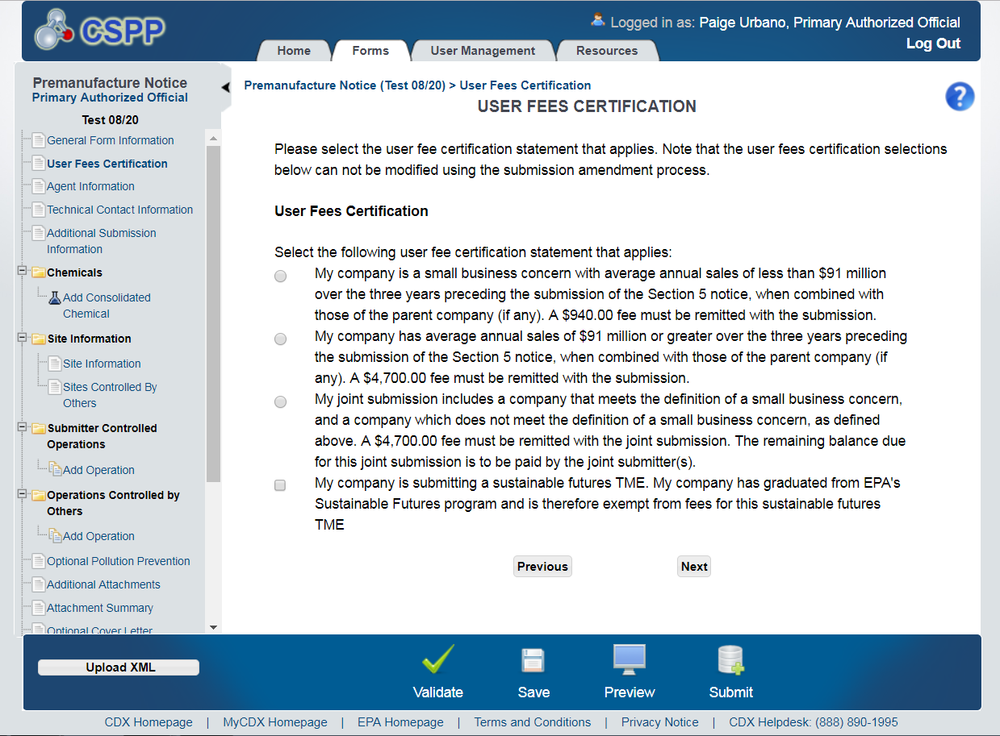 CSPP
Logged in as: Paige Urbano, Primary Authorized Official
Log Out
Home
Forms
User Management
Resources
Premanufacture Notice
Primary Authorized Official
Test 08/20
General Form Information
User Fees Certification
Agent Information
Technical Contact Information
Additional Submission
Information
Chemicals
Add Consolidated
Chemical
Site Information
Site Information
Sites Controlled By
Others
Submitter Controlled
Operations
Add Operation
Operations Controlled by
Others
Add Operation
Optional Pollution Prevention
Additional Attachments
Attachment Summary
Optional Cover Letter
Premanufacture Notice (Test 08/20) > User Fees Certification
USER FEES CERTIFICATION
?
Please select the user fee certification statement that applies. Note that the user fees certification selections
below can not be modified using the submission amendment process.
User Fees Certification
Select the following user fee certification statement that applies:
My company is a small business concern with average annual sales of less than $91 million
over the three years preceding the submission of the Section 5 notice, when combined with
those of the parent company (if any). A $940.00 fee must be remitted with the submission.
My company has average annual sales of $91 million or greater over the three years preceding
the submission of the Section 5 notice, when combined with those of the parent company (if
any). A $4,700.00 fee must be remitted with the submission.
My joint submission includes a company that meets the definition of a small business concern,
and a company which does not meet the definition of a small business concern, as defined
above. A $4,700.00 fee must be remitted with the joint submission. The remaining balance due
for this joint submission is to be paid by the joint submitter(s).
My company is submitting a sustainable futures TME. My company has graduated from EPA's
Sustainable Futures program and is therefore exempt from fees for this sustainable futures
TME
Previous
Next
Upload XML
Validate
Save
Preview
Submit
CDX Homepage | MyCDX Homepage | EPA Homepage | Terms and Conditions | Privacy Notice | CDX Helpdesk: (888) 890-1995